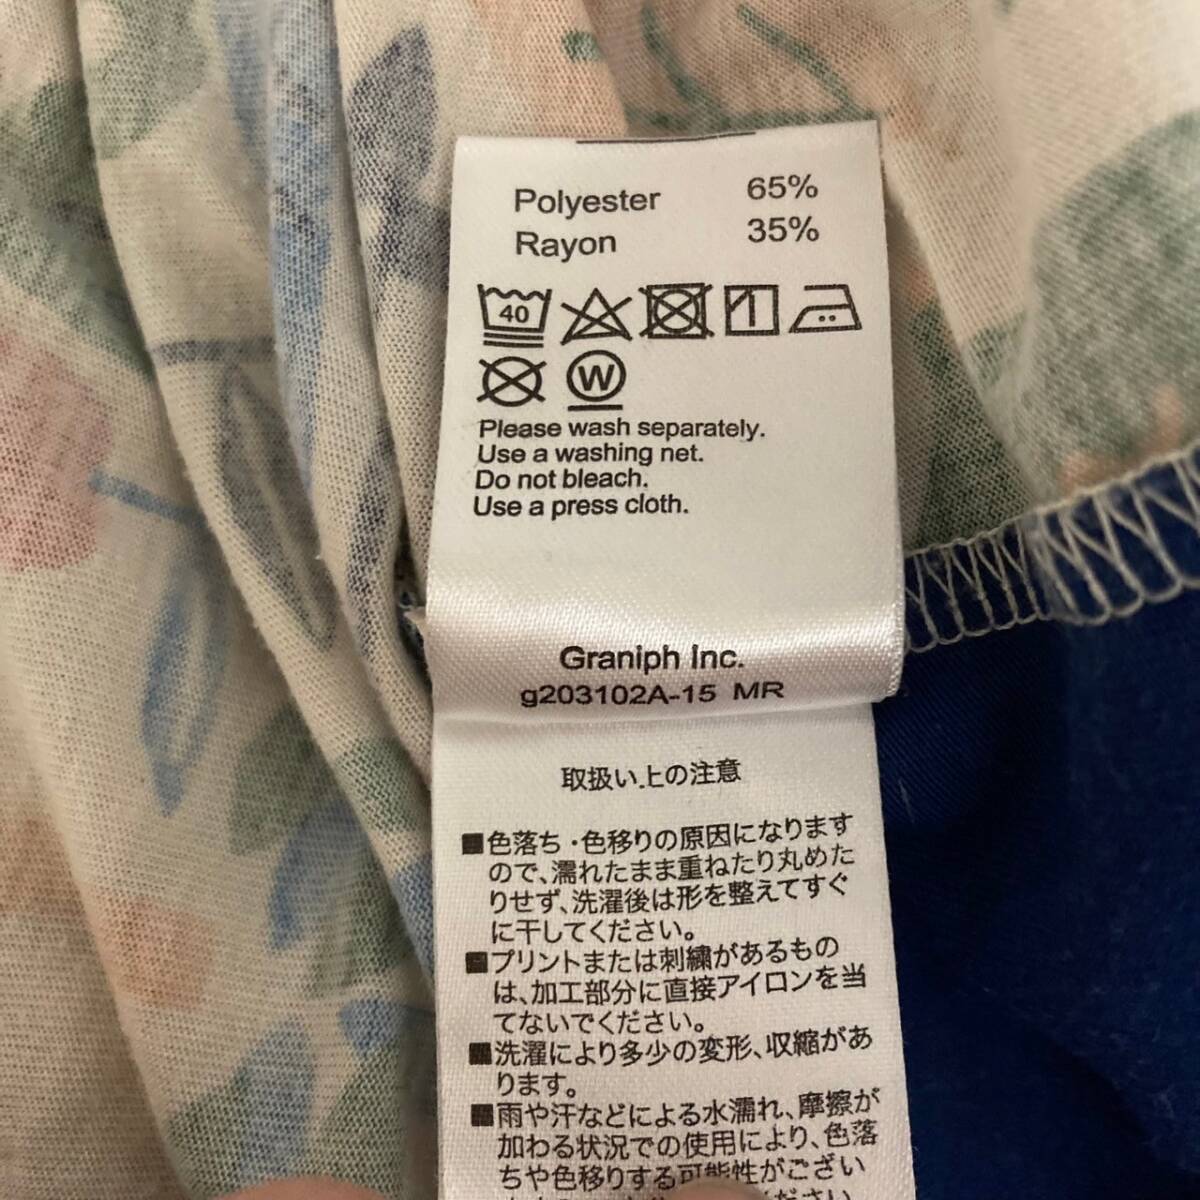 Polyester 65%
Rayon 35%
40
W
Please wash separately.
Use a washing net.
Do not bleach.
Use a press cloth.
Graniph Inc.
g203102A-15 MR
取扱い上の注意
■色落ち・色移りの原因になります
ので、濡れたまま重ねたり丸めた
りせず、洗濯後は形を整えてすぐ
に干してください。
■プリントまたは刺繍があるもの
は、加工部分に直接アイロンを当
てないでください。
■洗濯により多少の変形、収縮があ
ります。
■雨や汗などによる水濡れ、摩擦が
加わる状況での使用により、色落
ちや色移りする可能性がござい